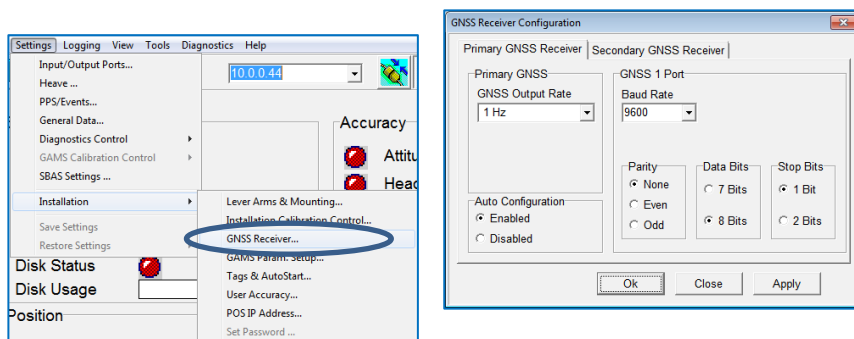 Settings Logging View Tools Diagnostics Help
Input/Output Ports...
Heave ...
PPS/Events...
General Data...
Diagnostics Control
GAMS Calibration Control
SBAS Settings ...
Installation
Save Settings
Restore Settings
10.0.0.44
Accuracy
Attitu
Head
Lever Arms & Mounting...
Installation Calibration Control...
GNSS Receiver...
GAMS Param. Setup...
Tags & AutoStart...
User Accuracy...
POS IP Address...
Set Password ...
Disk Status
Disk Usage
Position
GNSS Receiver Configuration
Primary GNSS Receiver Secondary GNSS Receiver
Primary GNSS
GNSS Output Rate
1 Hz
Auto Configuration
Enabled
Disabled
GNSS 1 Port
Baud Rate
9600
Parity
None
Even
Odd
Data Bits
7 Bits
8 Bits
Stop Bits
1 Bit
2 Bits
Ok Close Apply